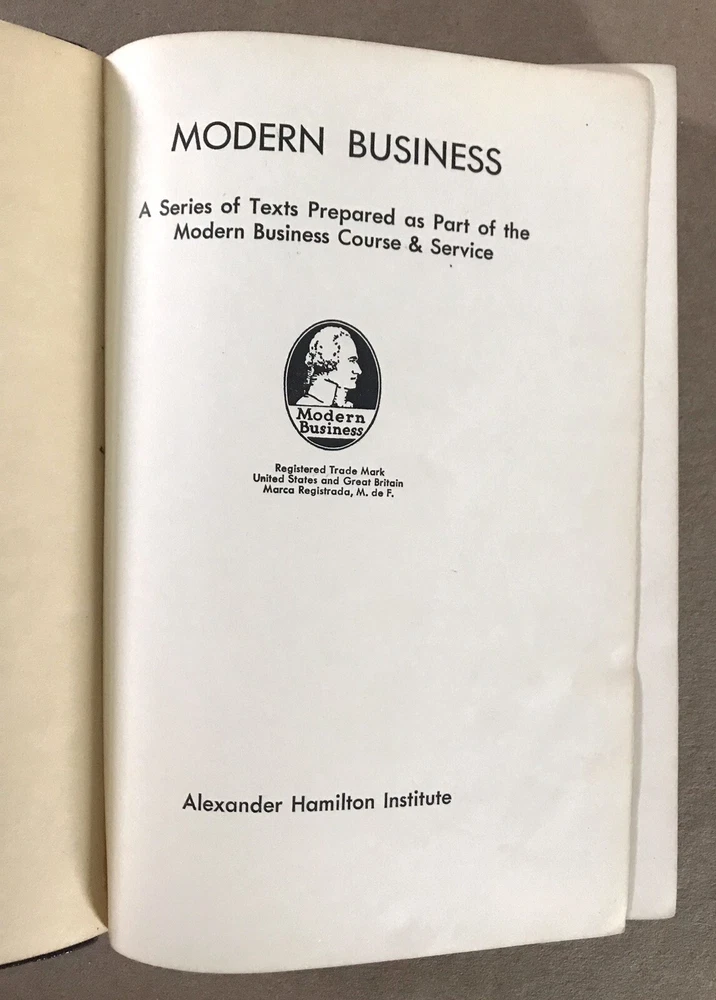 MODERN BUSINESS
A Series of Texts Prepared as Part of the
Modern Business Course & Service
Modern
Business
Registered Trade Mark
United States and Great Britain
Marca Registrada, M. de F.
Alexander Hamilton Institute